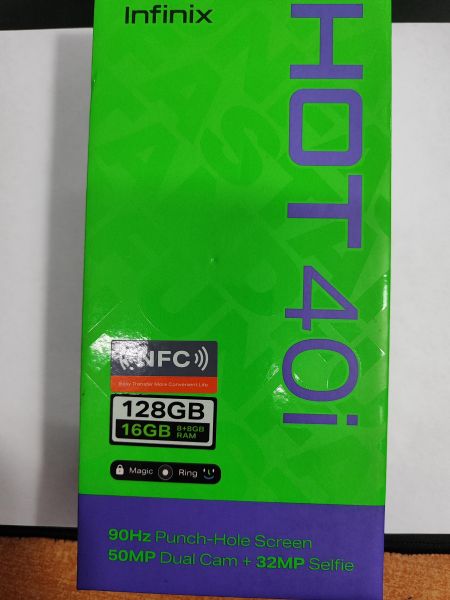 Infinix
HOT 40i
NFC
Easy Transfer More Convenient Life
128GB
16GB 8+8GB RAM
Magic Ring
90Hz Punch-Hole Screen
50MP Dual Cam + 32MP Selfie